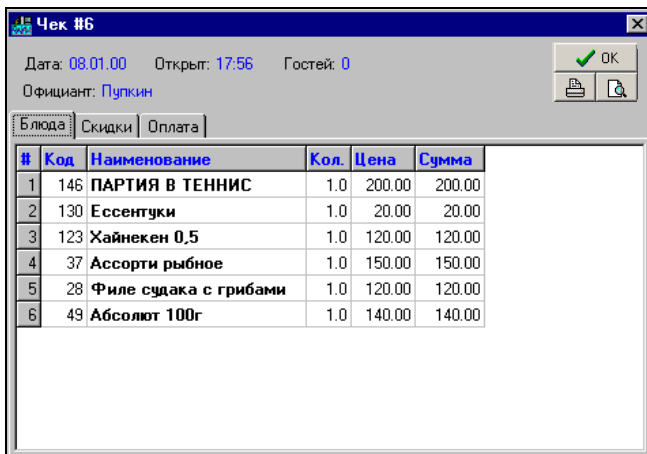 Чек #6
Дата: 08.01.00 Открыт: 17:56 Гостей: 0
OK
Официант: Пупкин
Блюда Скидки Оплата
# Код Наименование Кол. Цена Сумма
1 146 ПАРТИЯ В ТЕННИС 1.0 200.00 200.00
2 130 Ессентуки 1.0 20.00 20.00
3 123 Хайнекен 0,5 1.0 120.00 120.00
4 37 Ассорти рыбное 1.0 150.00 150.00
5 28 Филе судака с грибами 1.0 120.00 120.00
6 49 Абсолют 100г 1.0 140.00 140.00